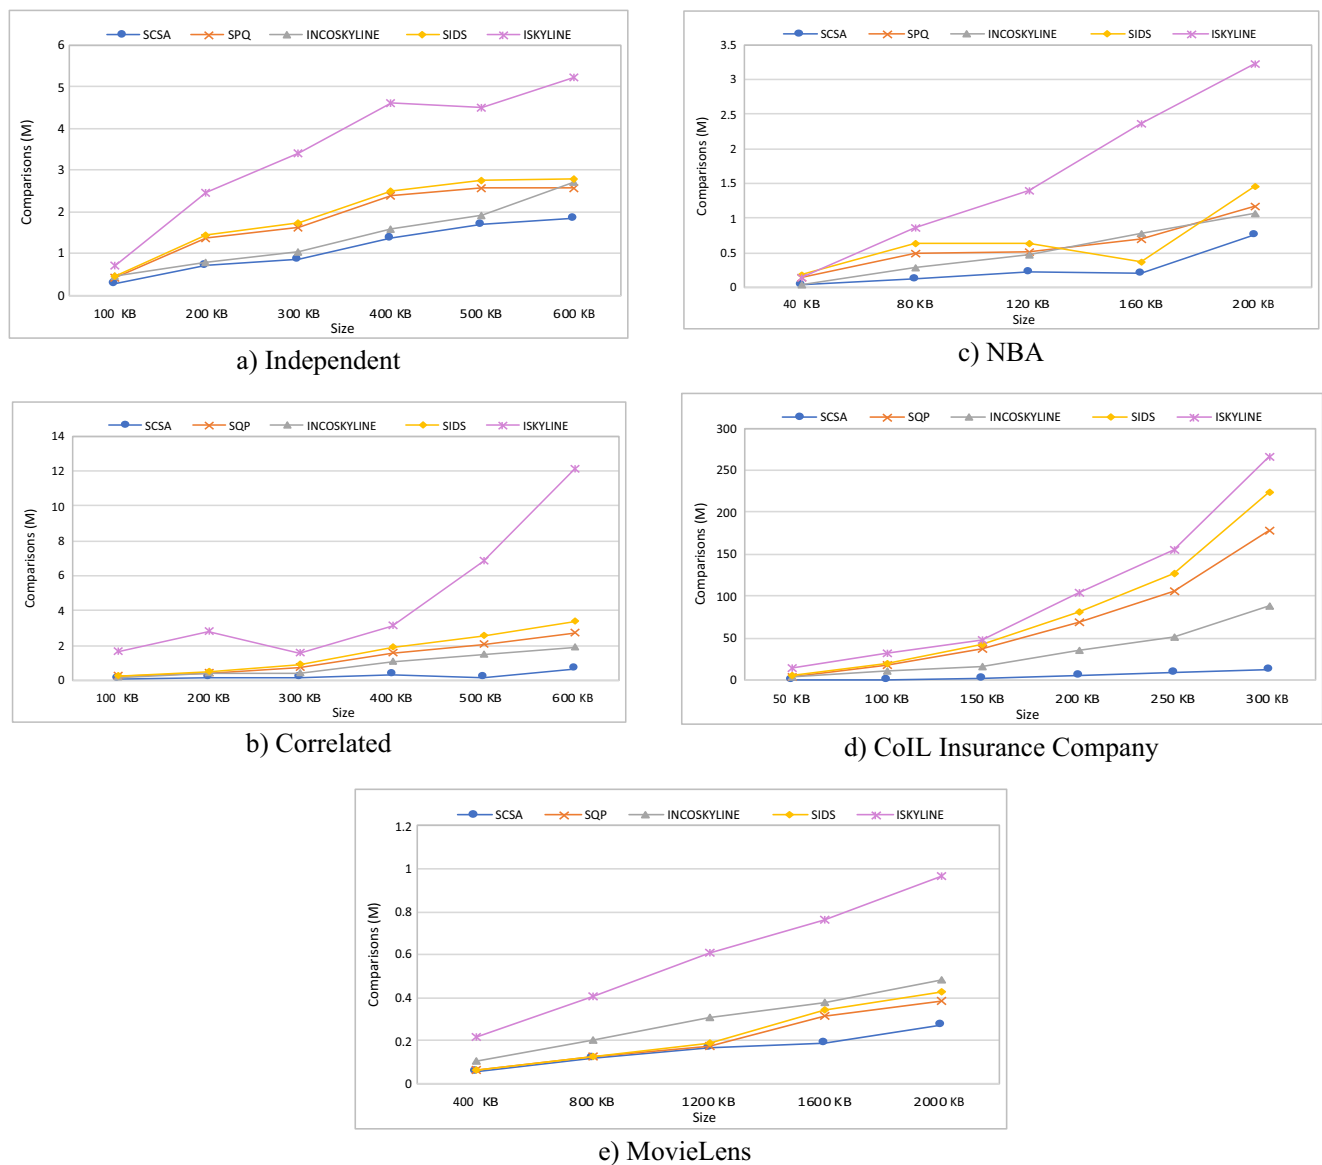 SCSA SPQ INCOSKYLINE SIDS ISKYLINE
6
5
4
3
2
1
0
Comparisons (M)
100 KB 200 KB 300 KB 400 KB 500 KB 600 KB
Size
a) Independent
SCSA SPQ INCOSKYLINE SIDS ISKYLINE
3.5
3
2.5
2
1.5
1
0.5
0
Comparisons (M)
40 KB 80 KB 120 KB 160 KB 200 KB
Size
c) NBA
SCSA SQP INCOSKYLINE SIDS ISKYLINE
14
12
10
8
6
4
2
0
Comparisons (M)
100 KB 200 KB 300 KB 400 KB 500 KB 600 KB
Size
b) Correlated
SCSA SQP INCOSKYLINE SIDS ISKYLINE
300
250
200
150
100
50
0
Comparisons (M)
50 KB 100 KB 150 KB 200 KB 250 KB 300 KB
Size
d) CoIL Insurance Company
SCSA SQP INCOSKYLINE SIDS ISKYLINE
1.2
1
0.8
0.6
0.4
0.2
0
Comparisons (M)
400 KB 800 KB 1200 KB 1600 KB 2000 KB
Size
e) MovieLens